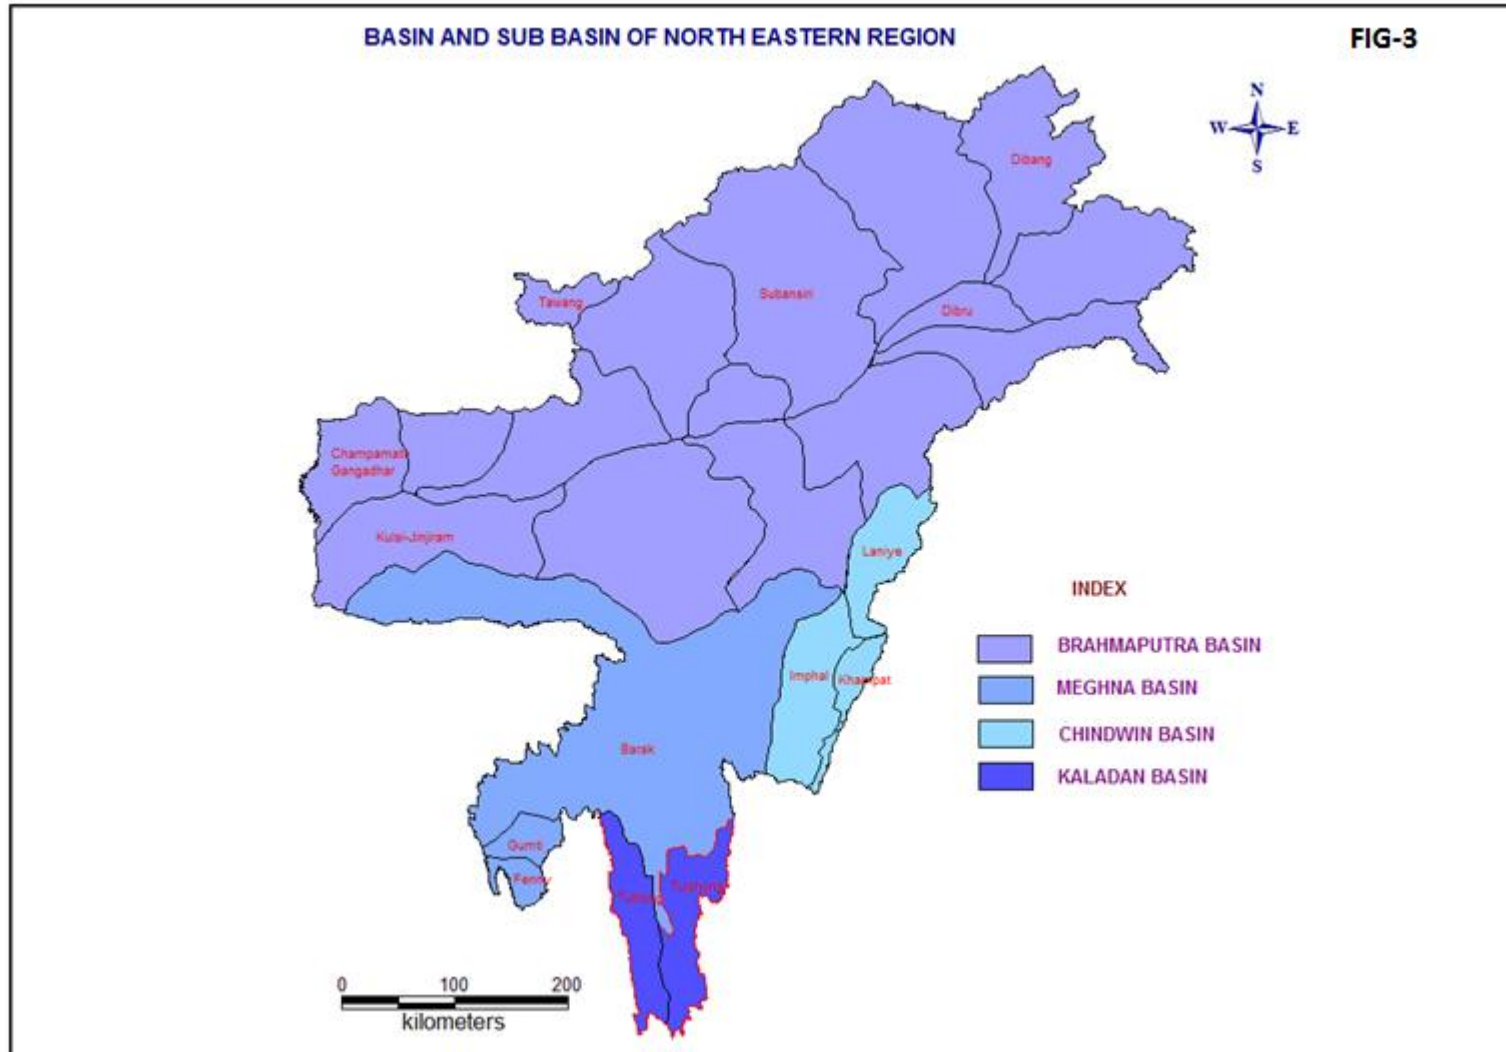 BASIN AND SUB BASIN OF NORTH EASTERN REGION
FIG-3
N
W E
S
Dibang
Tawang
Subansiri
Dibru
Champamati
Gangadhar
Kulsi-Jinjiram
Laniye
INDEX
BRAHMAPUTRA BASIN
Imphal
MEGHNA BASIN
CHINDWIN BASIN
Barak
KALADAN BASIN
Gumti
Fenny
0 100 200
kilometers